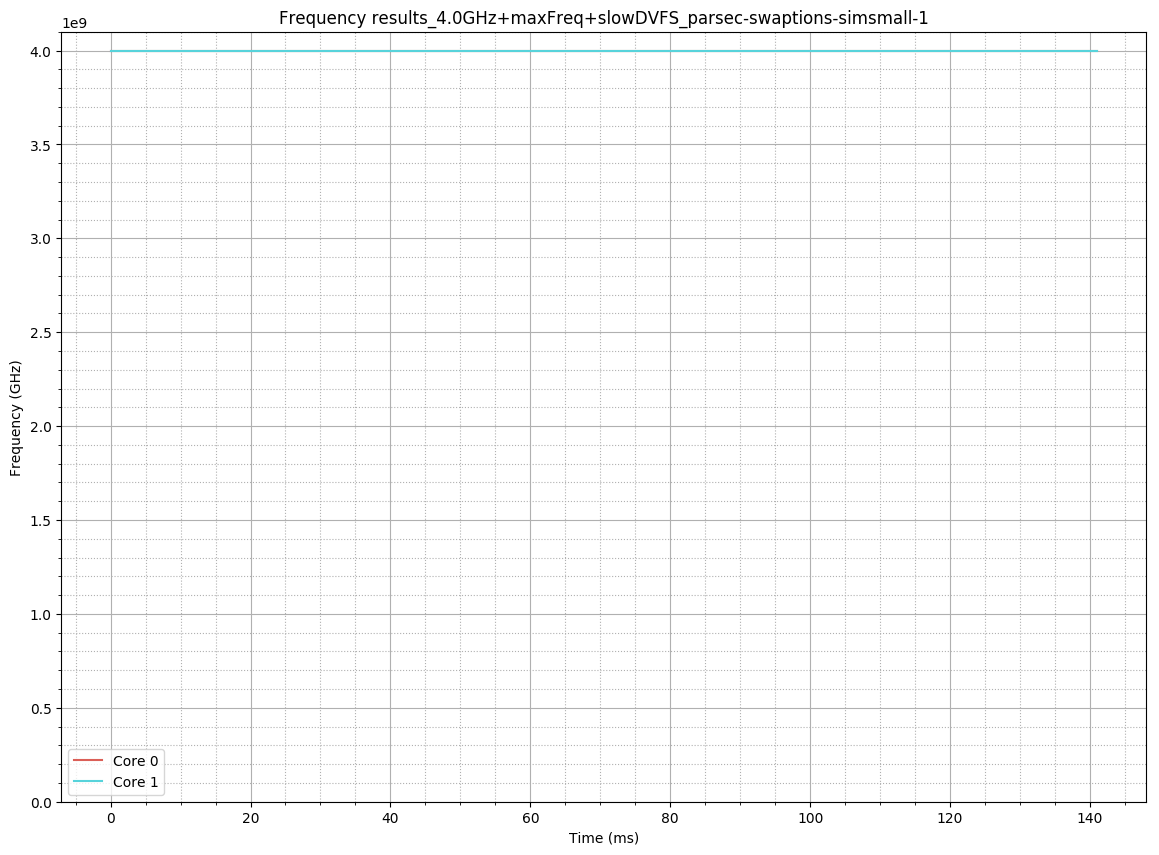 Frequency results_4.0GHz+maxFreq+slowDVFS_parsec-swaptions-simsmall-1
1e9
4.0
3.5
3.0
2.5
2.0
1.5
1.0
0.5
0.0
Frequency (GHz)
Core 0
Core 1
0 20 40 60 80 100 120 140
Time (ms)